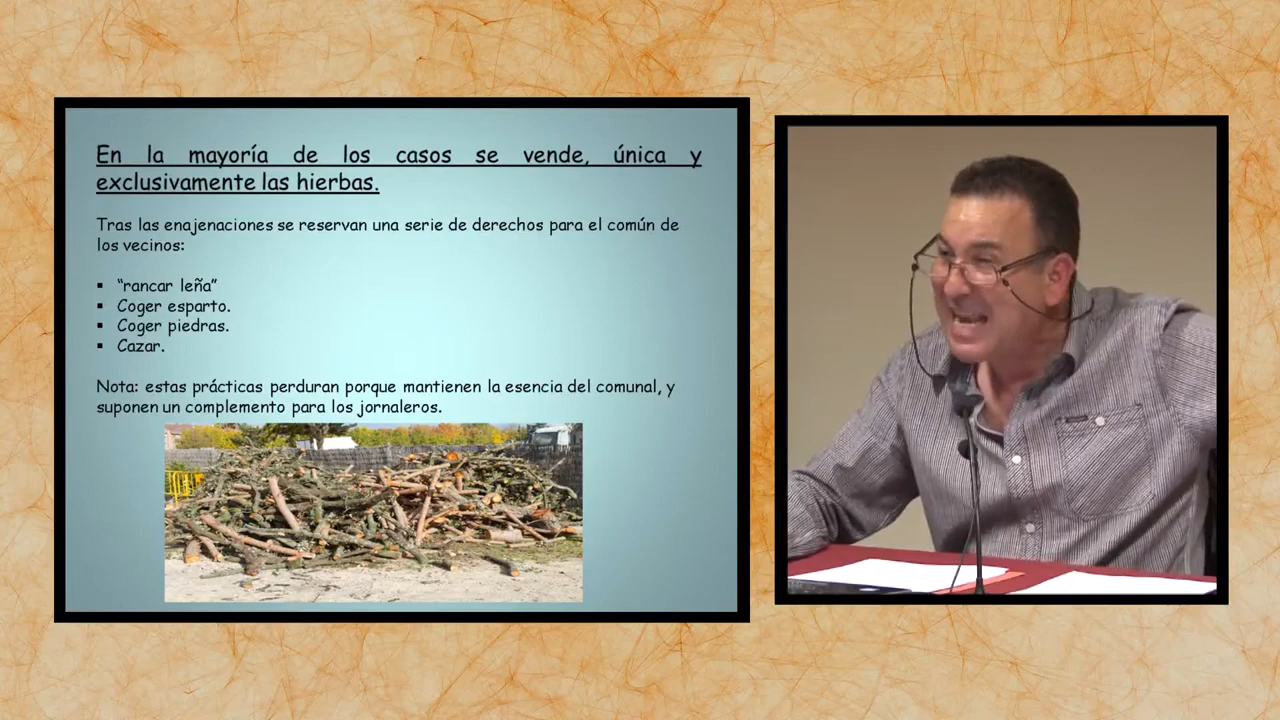 En la mayoría de los casos se vende, única y
exclusivamente las hierbas.
Tras las enajenaciones se reservan una serie de derechos para el común de
los vecinos:
▪ “rancar leña”
▪ Coger esparto.
▪ Coger piedras.
▪ Cazar.
Nota: estas prácticas perduran porque mantienen la esencia del comunal, y
suponen un complemento para los jornaleros.